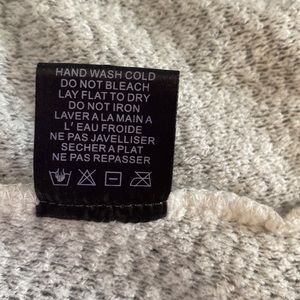 HAND WASH COLD
DO NOT BLEACH
LAY FLAT TO DRY
DO NOT IRON
LAVER A LA MAIN A
L' EAU FROIDE
NE PAS JAVELLISER
SECHER A PLAT
NE PAS REPASSER